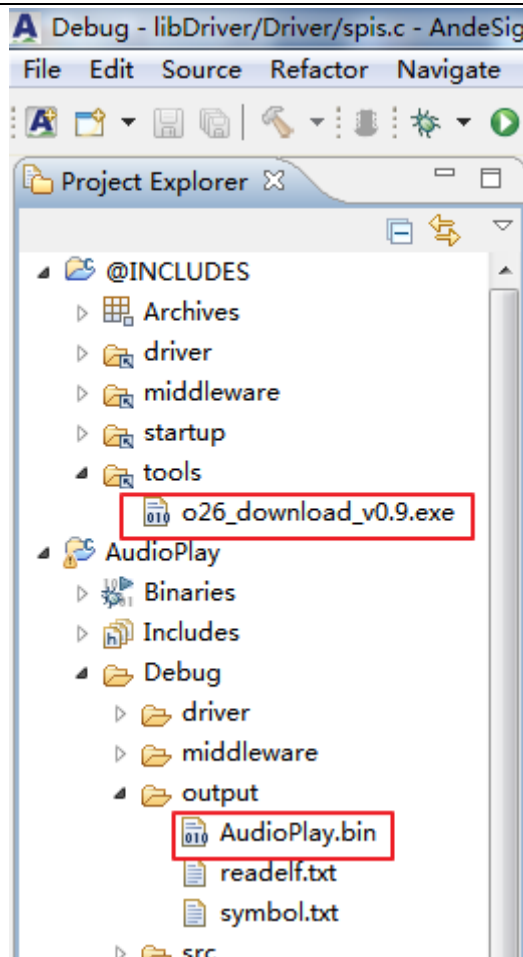 Debug - libDriver/Driver/spis.c - AndeSig
File Edit Source Refactor Navigate
Project Explorer
@INCLUDES
Archives
driver
middleware
startup
tools
o26_download_v0.9.exe
AudioPlay
Binaries
Includes
Debug
driver
middleware
output
AudioPlay.bin
readelf.txt
symbol.txt
src